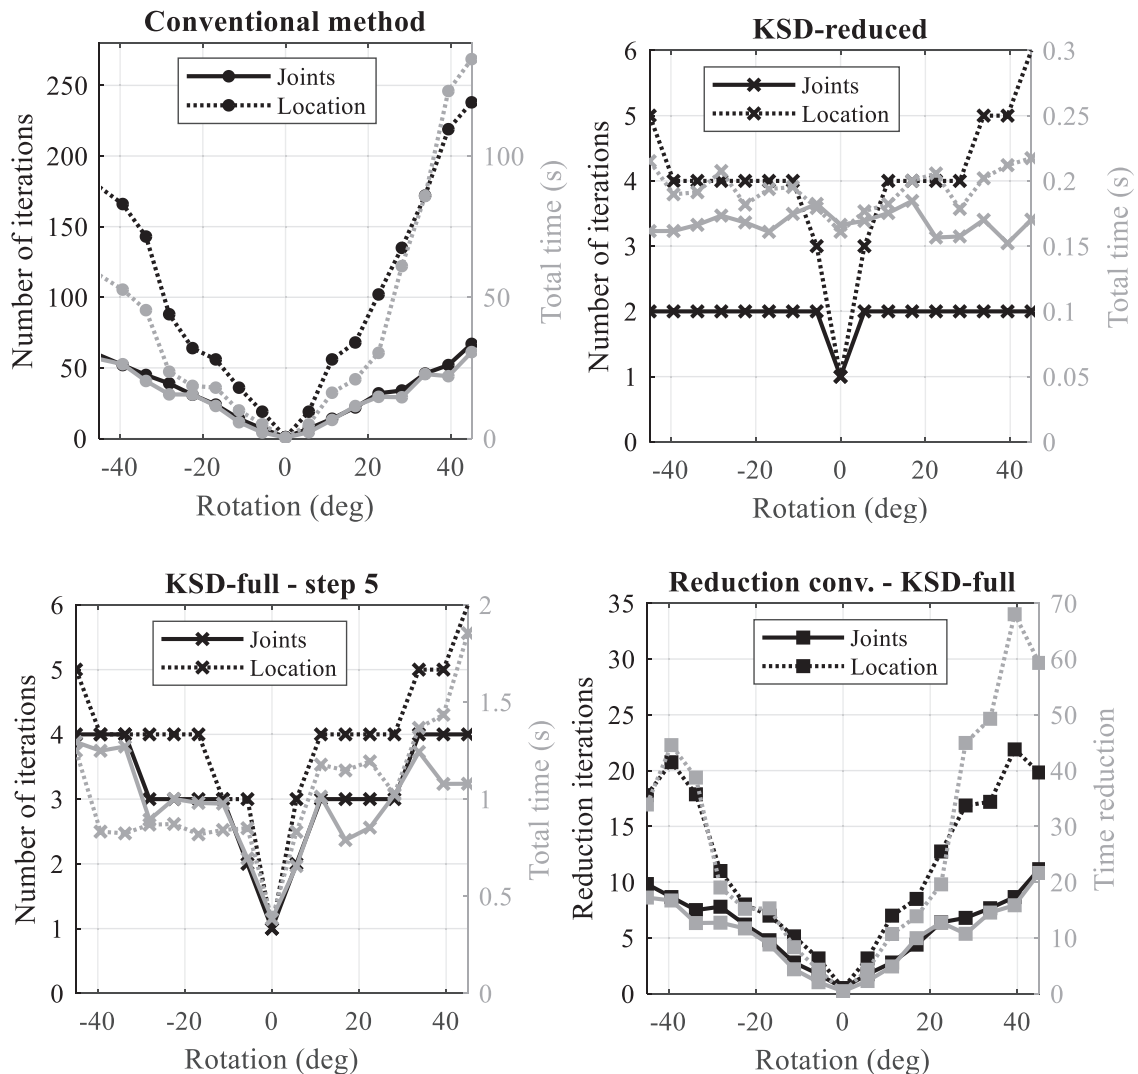 Conventional method
Joints
Location
250
200
150
100
50
0
100
50
0
-40 -20 0 20 40
Number of iterations
Total time (s)
Rotation (deg)
KSD-reduced
Joints
Location
6
5
4
3
2
1
0
0.3
0.25
0.2
0.15
0.1
0.05
0
-40 -20 0 20 40
Number of iterations
Total time (s)
Rotation (deg)
KSD-full - step 5
Joints
Location
6
5
4
3
2
1
0
2
1.5
1
0.5
0
-40 -20 0 20 40
Number of iterations
Total time (s)
Rotation (deg)
Reduction conv. - KSD-full
Joints
Location
35
30
25
20
15
10
5
0
70
60
50
40
30
20
10
0
-40 -20 0 20 40
Reduction iterations
Time reduction
Rotation (deg)